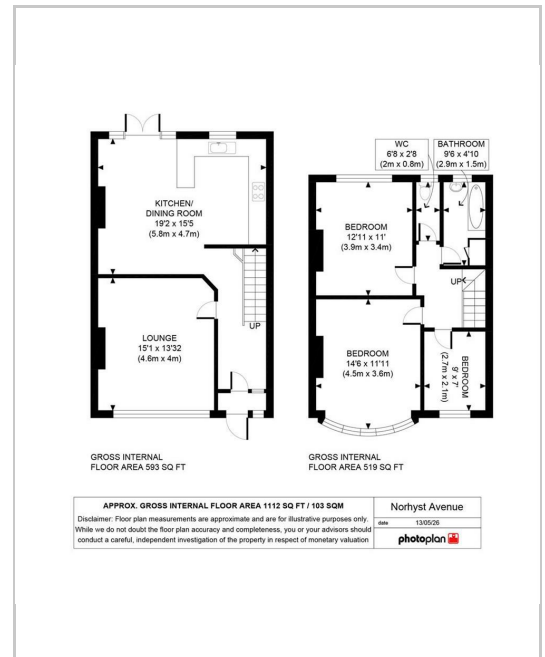 WC
6'8 x 2'8
(2m x 0.8m)
BATHROOM
9'6 x 4'10
(2.9m x 1.5m)
KITCHEN/
DINING ROOM
19'2 x 15'5
(5.8m x 4.7m)
BEDROOM
12'11 x 11'
(3.9m x 3.4m)
UP
UP
LOUNGE
15'1 x 13'32
(4.6m x 4m)
BEDROOM
14'6 x 11'11
(4.5m x 3.6m)
BEDROOM
9' x 7'
(2.7m x 2.1m)
GROSS INTERNAL
FLOOR AREA 593 SQ FT
GROSS INTERNAL
FLOOR AREA 519 SQ FT
APPROX. GROSS INTERNAL FLOOR AREA 1112 SQ FT / 103 SQM
Disclaimer: Floor plan measurements are approximate and are for illustrative purposes only.
While we do not doubt the floor plan accuracy and completeness, you or your advisors should
conduct a careful, independent investigation of the property in respect of monetary valuation
Norhyst Avenue
date 13/05/26
photoplan